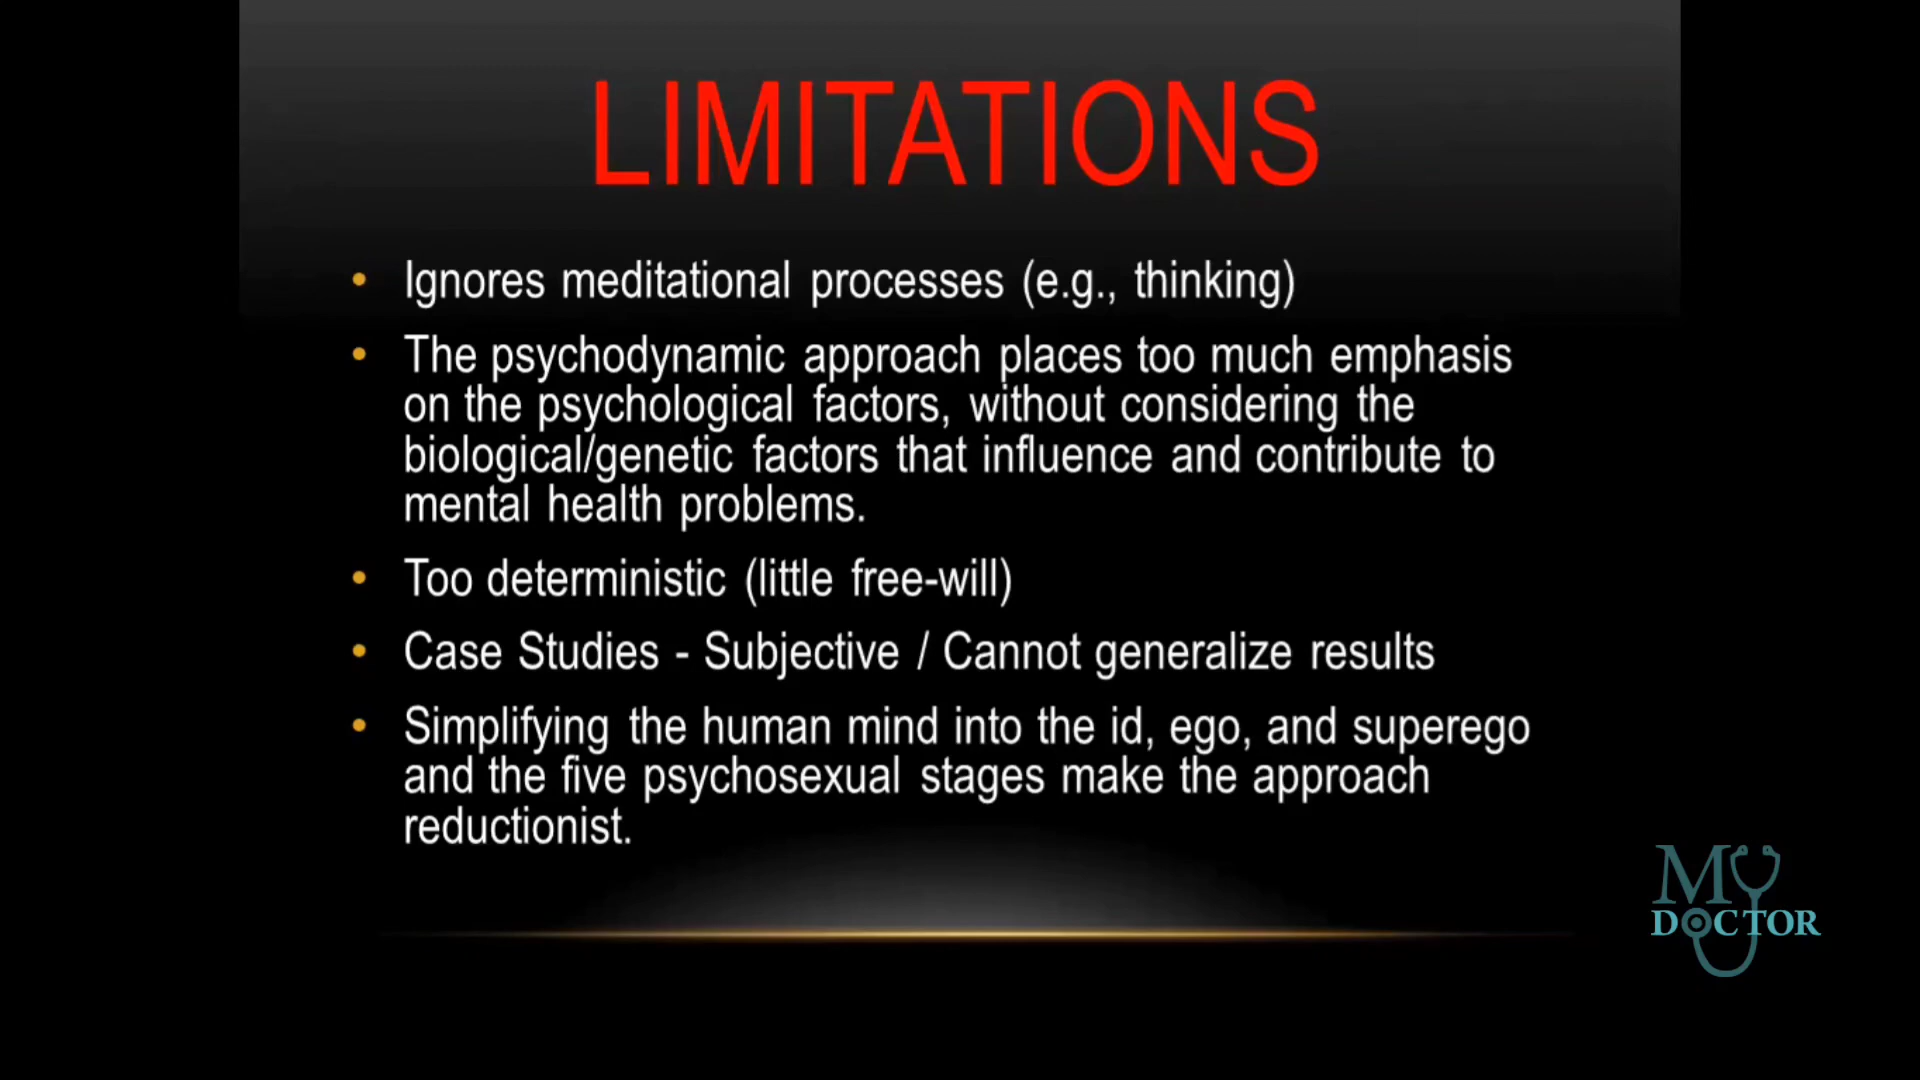 LIMITATIONS
• Ignores meditational processes (e.g., thinking)
• The psychodynamic approach places too much emphasis
on the psychological factors, without considering the
biological/genetic factors that influence and contribute to
mental health problems.
• Too deterministic (little free-will)
• Case Studies - Subjective / Cannot generalize results
• Simplifying the human mind into the id, ego, and superego
and the five psychosexual stages make the approach
reductionist.
MY
DOCTOR